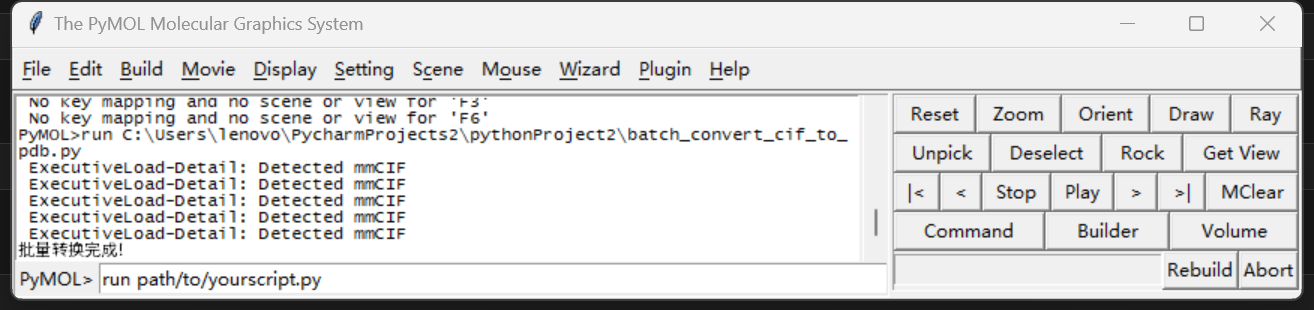 The PyMOL Molecular Graphics System
File Edit Build Movie Display Setting Scene Mouse Wizard Plugin Help
No key mapping and no scene or view for 'F3'
No key mapping and no scene or view for 'F6'
PyMOL>run C:\Users\lenovo\PycharmProjects2\pythonProject2\batch_convert_cif_to_
pdb.py
ExecutiveLoad-Detail: Detected mmCIF
ExecutiveLoad-Detail: Detected mmCIF
ExecutiveLoad-Detail: Detected mmCIF
ExecutiveLoad-Detail: Detected mmCIF
ExecutiveLoad-Detail: Detected mmCIF
批量转换完成!
PyMOL> run path/to/yourscript.py
Reset Zoom Orient Draw Ray
Unpick Deselect Rock Get View
|< < Stop Play > >| MClear
Command Builder Volume
Rebuild Abort